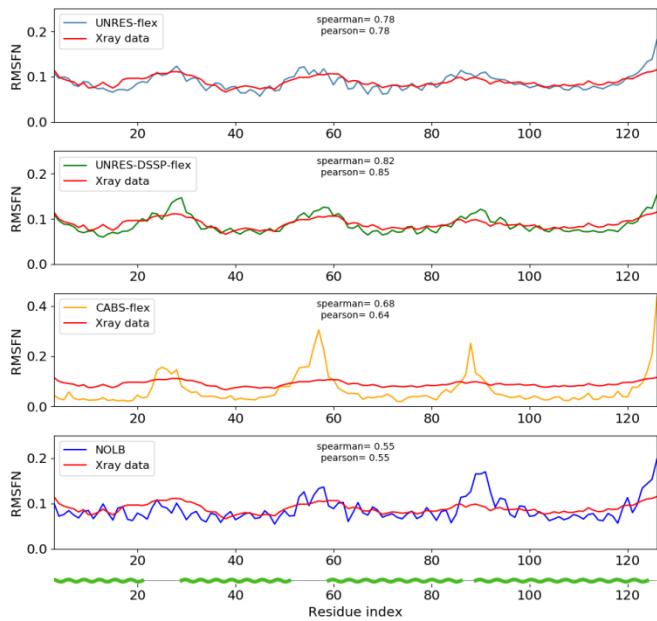 UNRES-flex
Xray data
spearman= 0.78
pearson= 0.78
RMSFN
0.2
0.1
0.0
20 40 60 80 100 120
UNRES-DSSP-flex
Xray data
spearman= 0.82
pearson= 0.85
RMSFN
0.2
0.1
0.0
20 40 60 80 100 120
CABS-flex
Xray data
spearman= 0.68
pearson= 0.64
RMSFN
0.4
0.2
0.0
20 40 60 80 100 120
NOLB
Xray data
spearman= 0.55
pearson= 0.55
RMSFN
0.2
0.1
0.0
20 40 60 80 100 120
Residue index